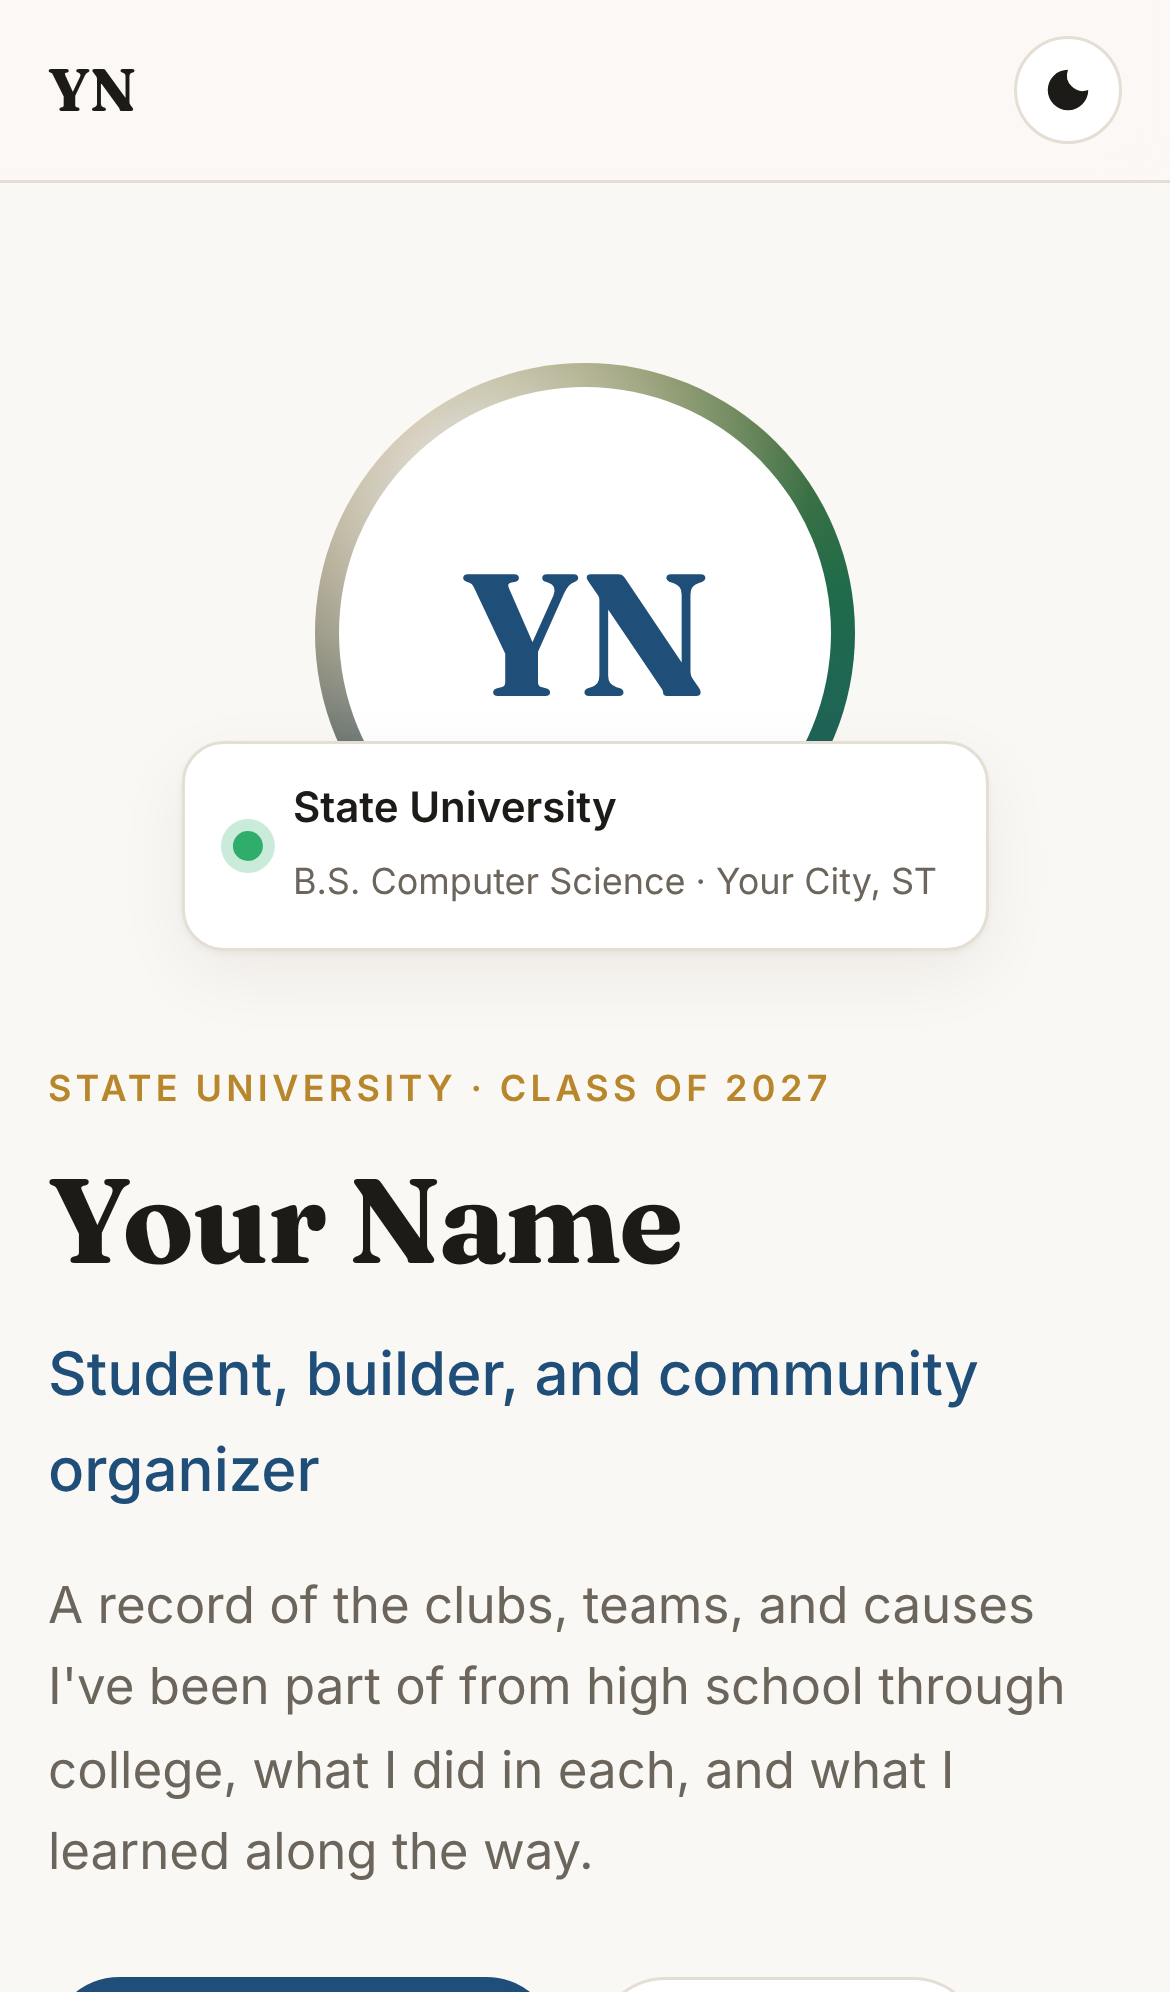 YN
YN
State University
B.S. Computer Science · Your City, ST
STATE UNIVERSITY · CLASS OF 2027
Your Name
Student, builder, and community
organizer
A record of the clubs, teams, and causes
I've been part of from high school through
college, what I did in each, and what I
learned along the way.